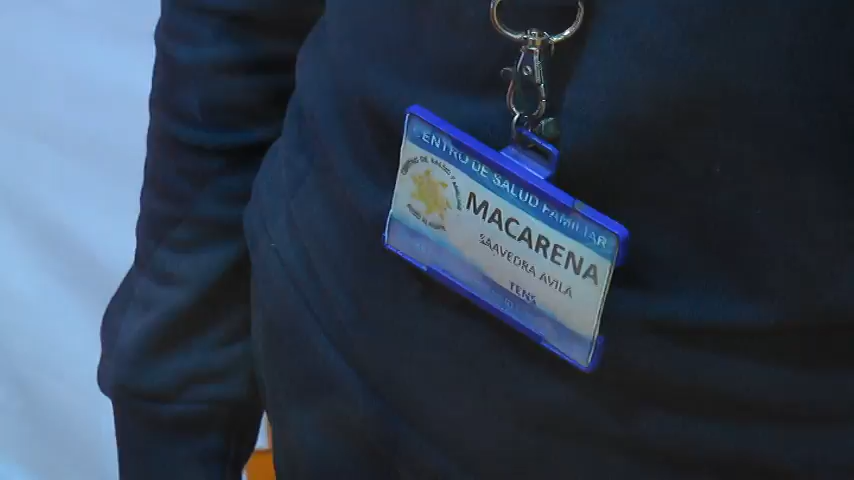 CENTRO DE SALUD FAMILIAR
MACARENA
SAAVEDRA AVILA
TENS